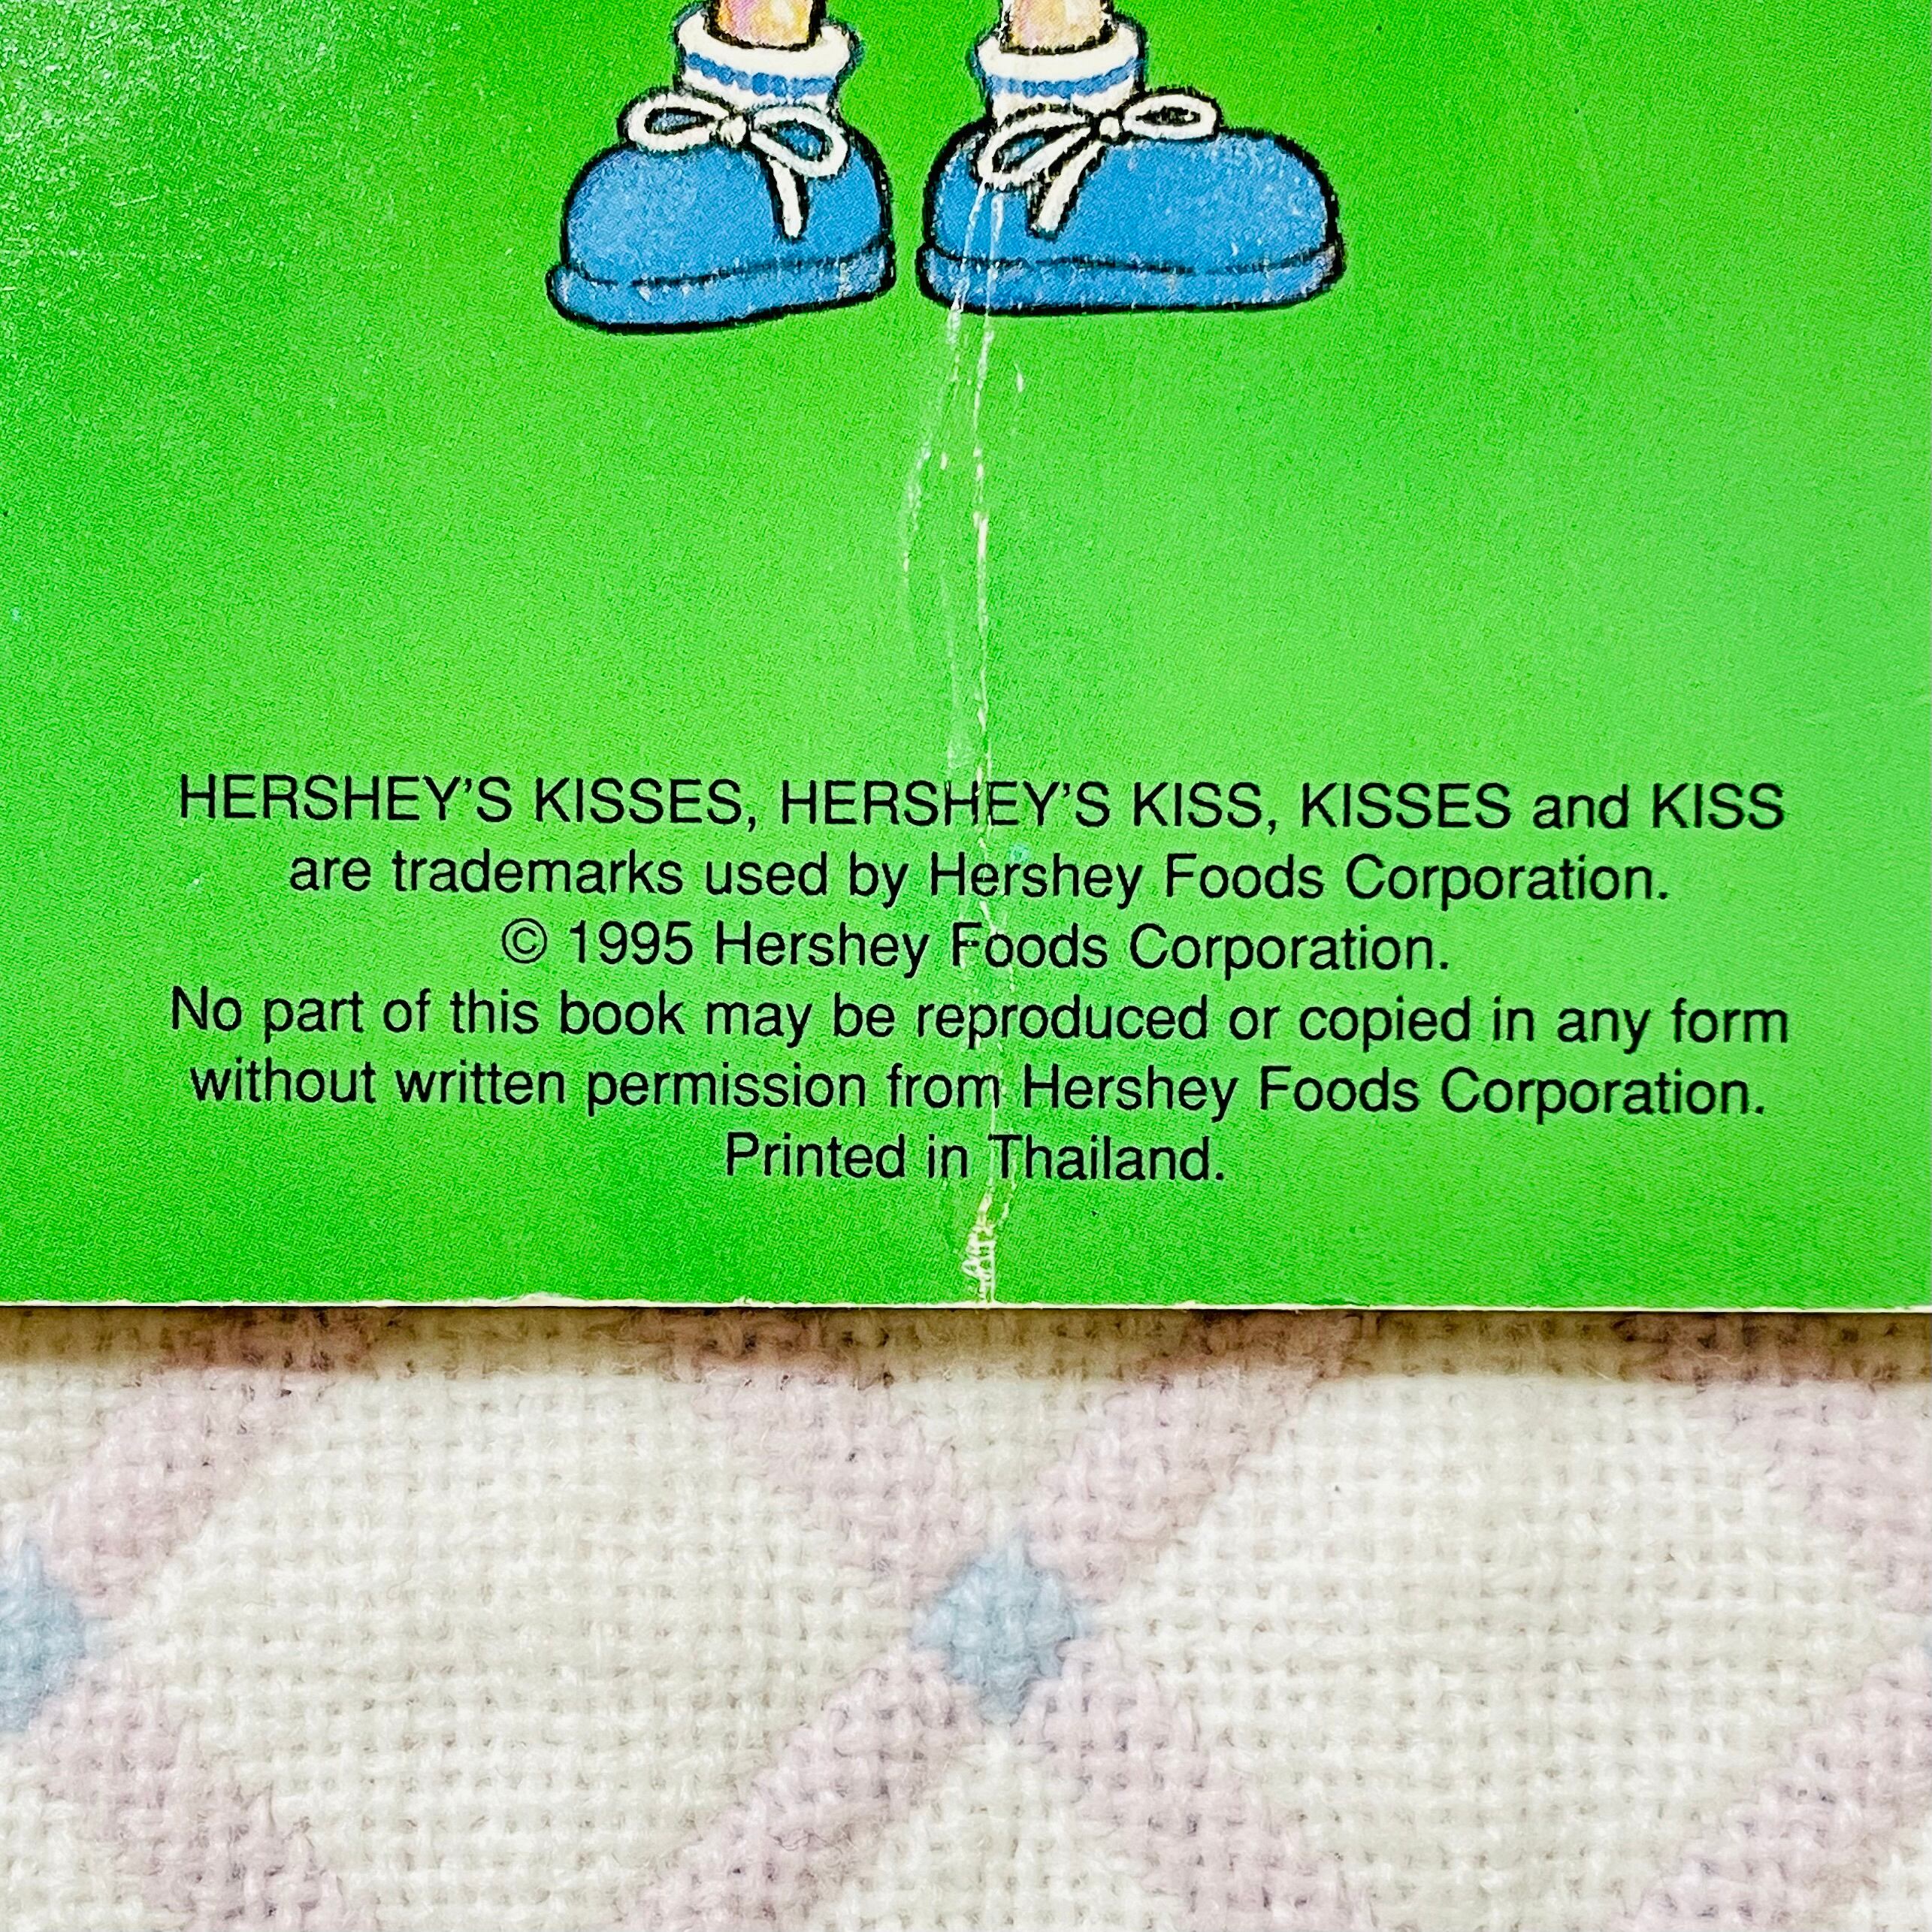 HERSHEY'S KISSES, HERSHEY'S KISS, KISSES and KISS
are trademarks used by Hershey Foods Corporation.
© 1995 Hershey Foods Corporation.
No part of this book may be reproduced or copied in any form
without written permission from Hershey Foods Corporation.
Printed in Thailand.